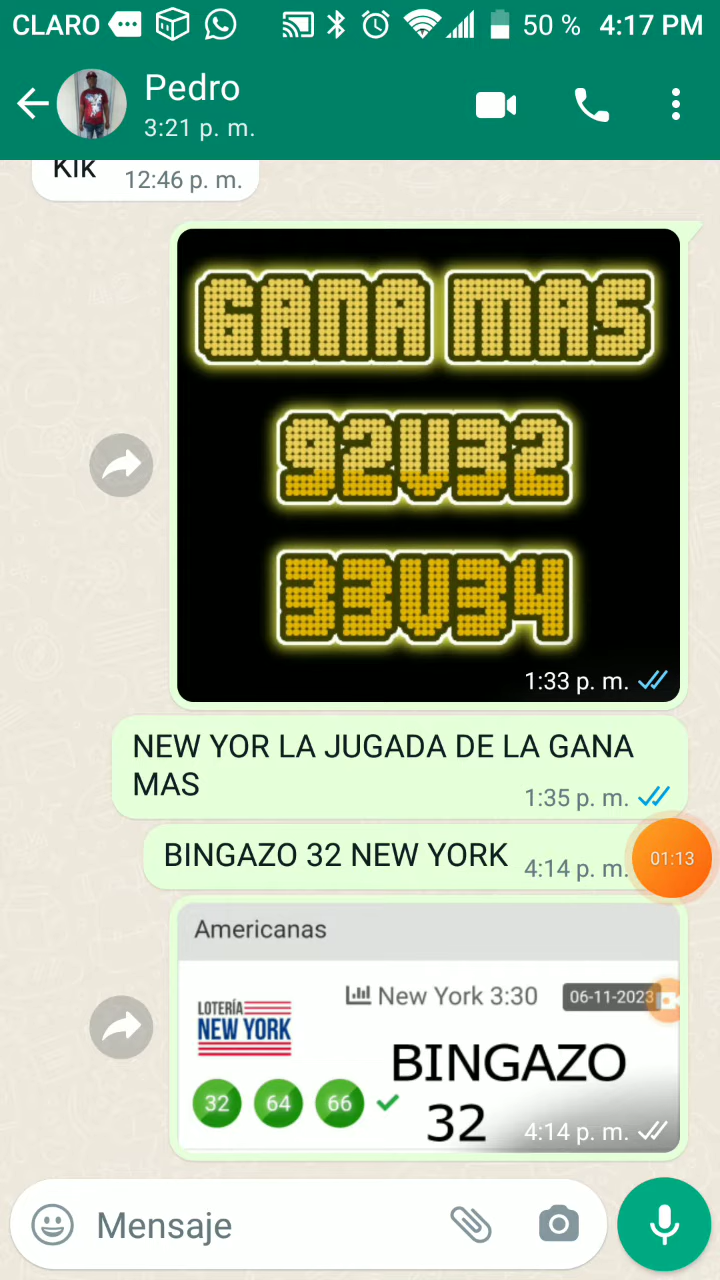 CLARO 50 % 4:17 PM
Pedro
3:21 p. m.
Kik 12:46 p. m.
GANA MAS
92V32
33V34
1:33 p. m.
NEW YOR LA JUGADA DE LA GANA
MAS
1:35 p. m.
BINGAZO 32 NEW YORK 4:14 p. m.
01:13
Americanas
New York 3:30 06-11-2023
LOTERÍA
NEW YORK
BINGAZO
32 64 66
32 4:14 p. m.
Mensaje